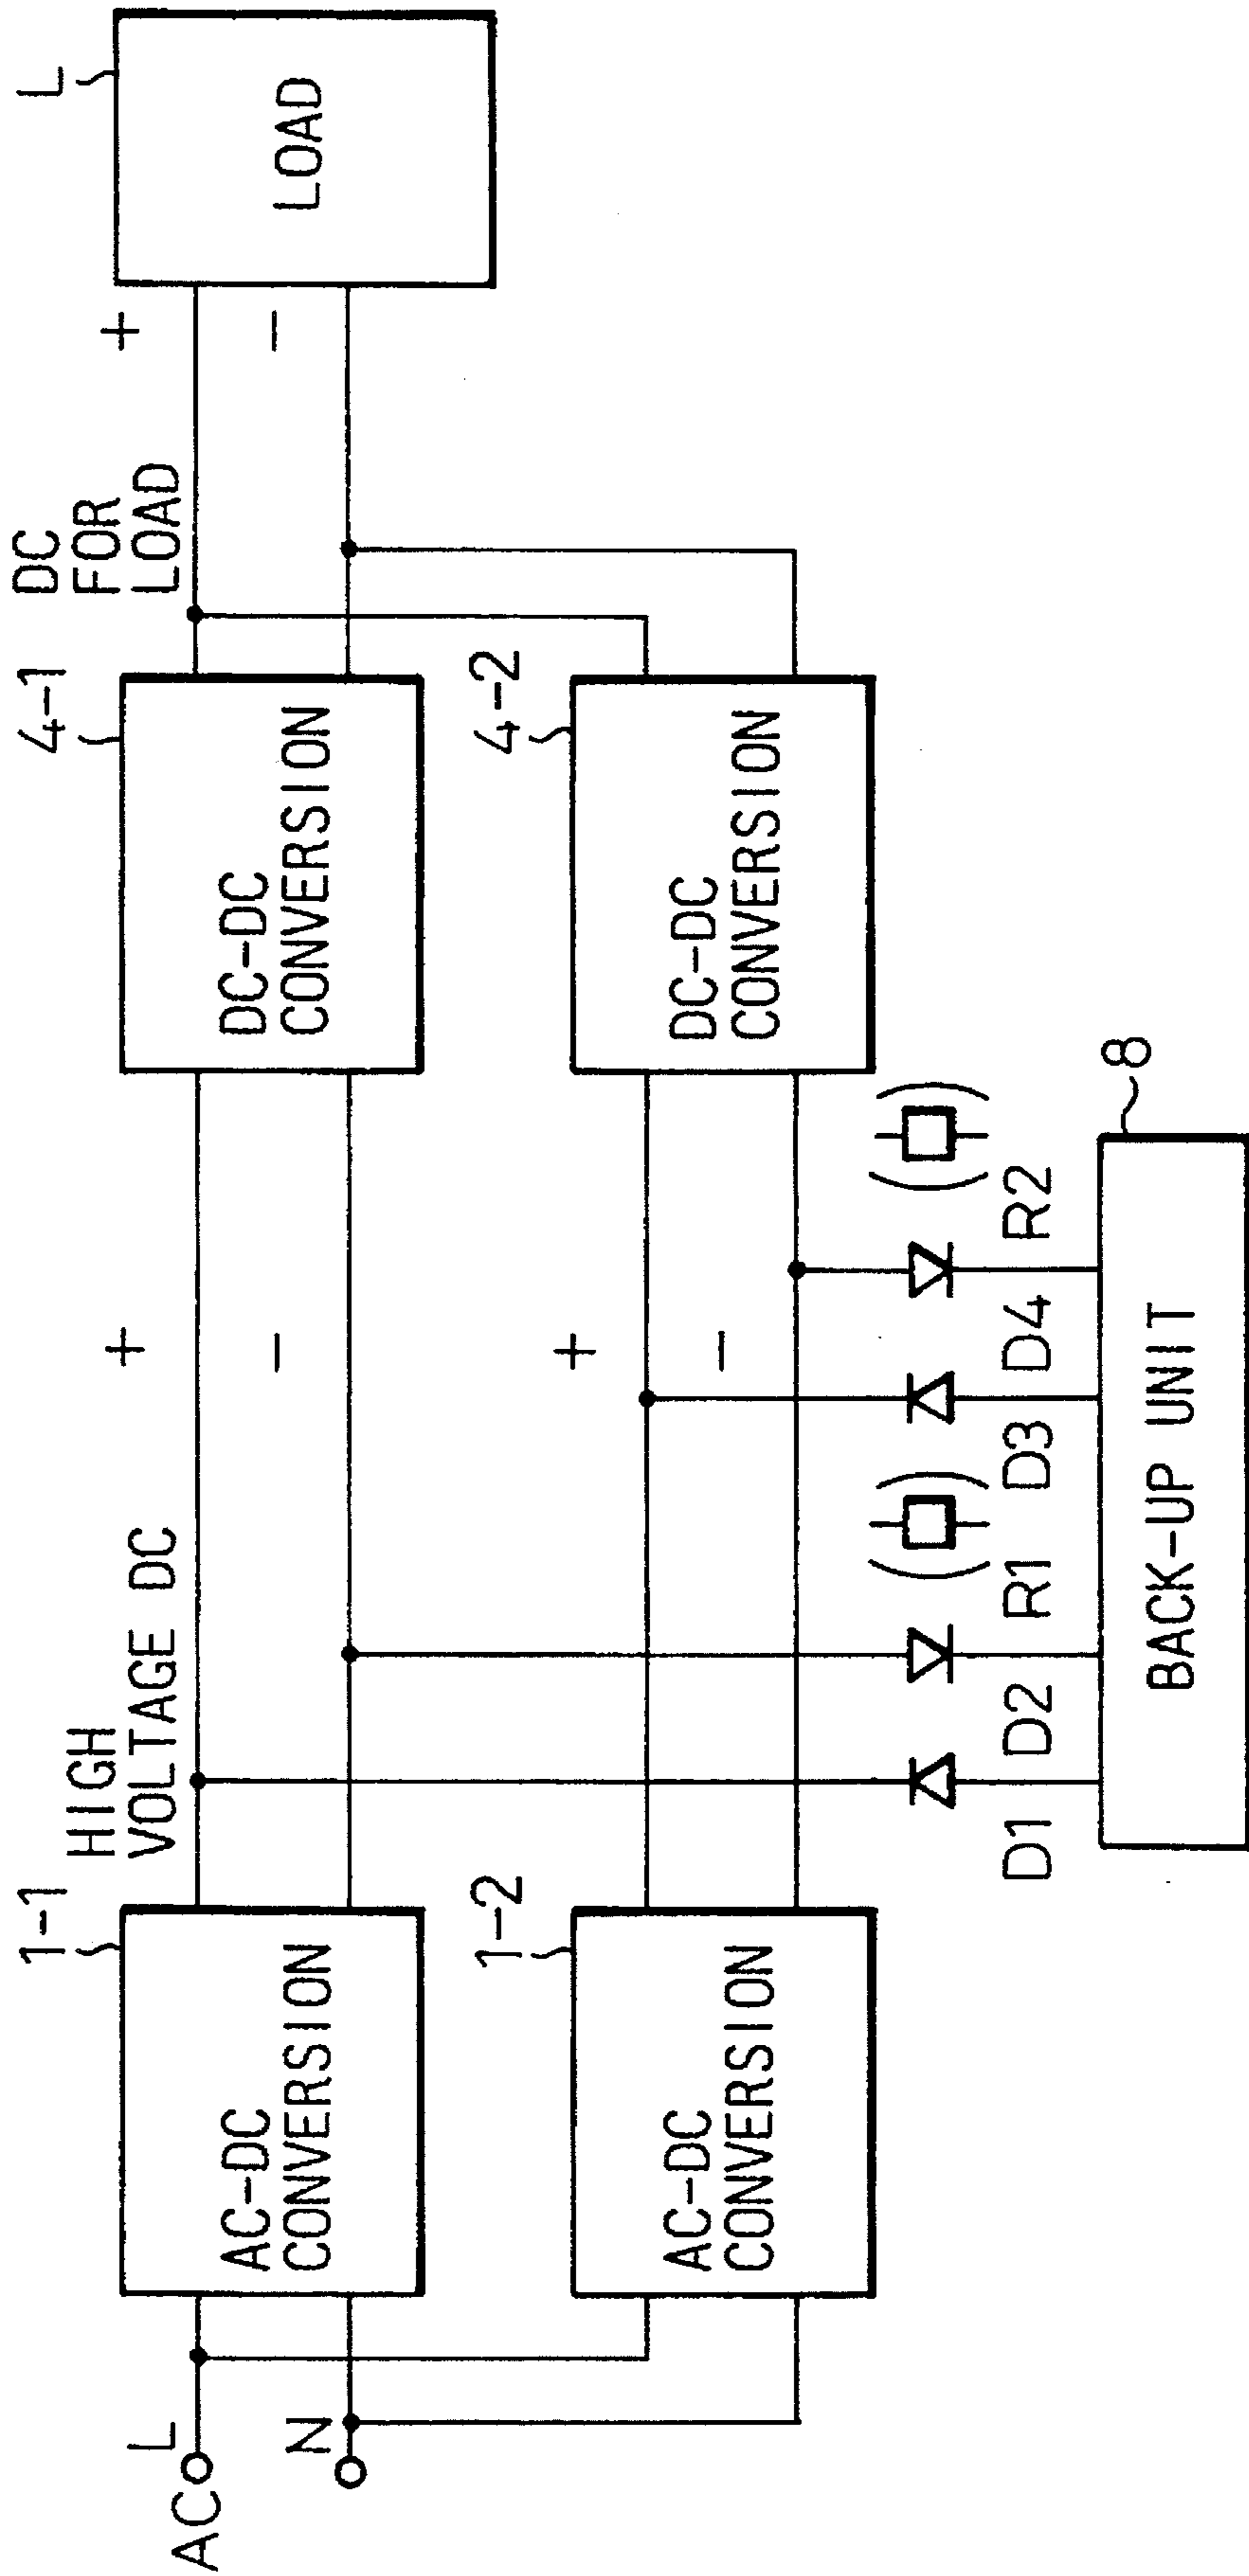 HIGH
VOLTAGE DC
DC
FOR
LOAD
L
AC
L
N
1-1
AC-DC
CONVERSION
+
-
4-1
DC-DC
CONVERSION
+
-
LOAD
1-2
AC-DC
CONVERSION
+
-
4-2
DC-DC
CONVERSION
D1
D2
R1
D3
D4
R2
8
BACK-UP UNIT